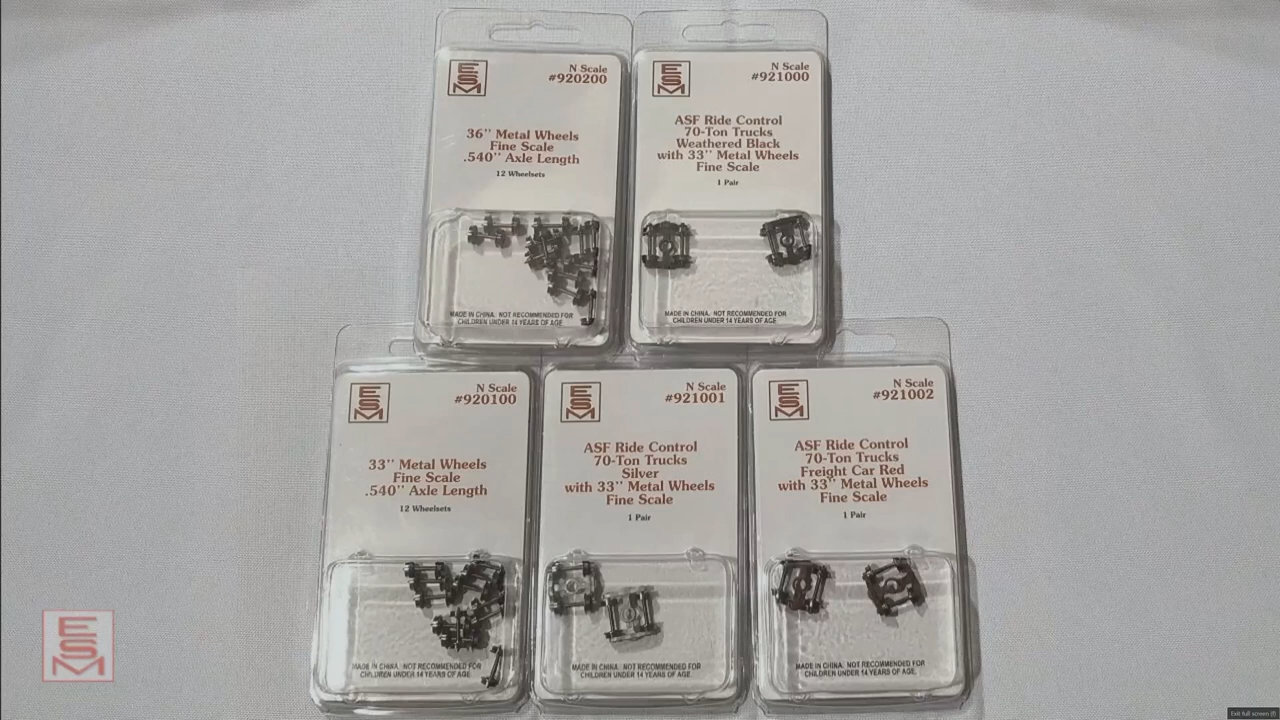 ESM
N Scale
#920200
36" Metal Wheels
Fine Scale
.540" Axle Length
12 Wheelsets
MADE IN CHINA. NOT RECOMMENDED FOR
CHILDREN UNDER 14 YEARS OF AGE
ESM
N Scale
#921000
ASF Ride Control
70-Ton Trucks
Weathered Black
with 33" Metal Wheels
Fine Scale
1 Pair
MADE IN CHINA. NOT RECOMMENDED FOR
CHILDREN UNDER 14 YEARS OF AGE.
ESM
N Scale
#920100
33" Metal Wheels
Fine Scale
.540" Axle Length
12 Wheelsets
MADE IN CHINA. NOT RECOMMENDED FOR
CHILDREN UNDER 14 YEARS OF AGE
ESM
N Scale
#921001
ASF Ride Control
70-Ton Trucks
Silver
with 33" Metal Wheels
Fine Scale
1 Pair
MADE IN CHINA. NOT RECOMMENDED FOR
CHILDREN UNDER 14 YEARS OF AGE.
ESM
N Scale
#921002
ASF Ride Control
70-Ton Trucks
Freight Car Red
with 33" Metal Wheels
Fine Scale
1 Pair
MADE IN CHINA. NOT RECOMMENDED FOR
CHILDREN UNDER 14 YEARS OF AGE.
ESM
Exit full screen (f)